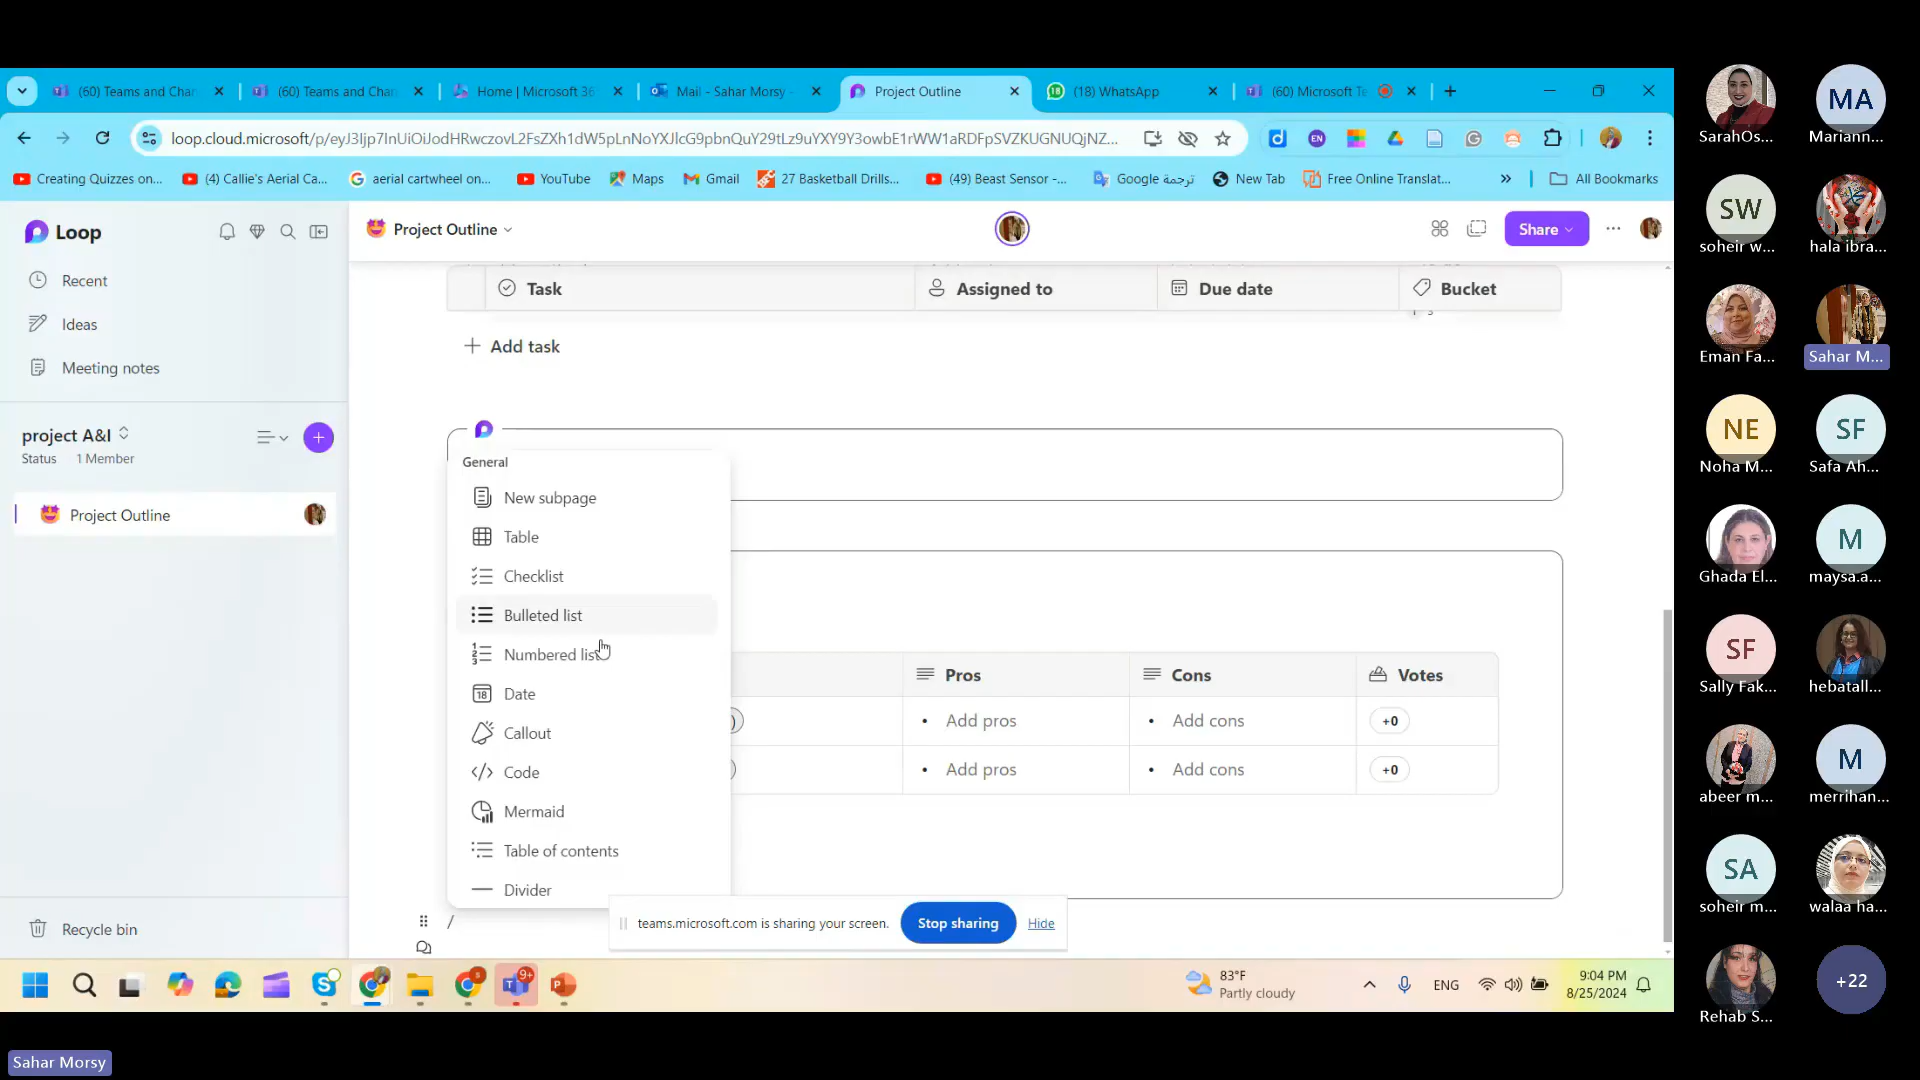 (60) Teams and Chan
(60) Teams and Chan
Home | Microsoft 36
Mail - Sahar Morsy -
Project Outline
(18) WhatsApp
(60) Microsoft Te
loop.cloud.microsoft/p/eyJ3Ijp7InUiOiJodHRwczovL2FsZXh1dW5pLnNoYXJlcG9pbnQuY29tLz9uYXY9Y3owbE1rWW1aRDFpSVZKUGNUQjNZ...
Creating Quizzes on...
(4) Callie's Aerial Ca...
aerial cartwheel on...
YouTube
Maps
Gmail
27 Basketball Drills...
(49) Beast Sensor -...
Google ترجمة
New Tab
Free Online Translat...
All Bookmarks
Loop
Recent
Ideas
Meeting notes
project A&I
Status 1 Member
Project Outline
Recycle bin
Project Outline
Share
Task
Assigned to
Due date
Bucket
Add task
General
New subpage
Table
Checklist
Bulleted list
Numbered list
Date
Callout
Code
Mermaid
Table of contents
Divider
/
Pros
Cons
Votes
Add pros
Add cons
+0
Add pros
Add cons
+0
teams.microsoft.com is sharing your screen.
Stop sharing
Hide
9+
83°F
Partly cloudy
ENG
9:04 PM
8/25/2024
SarahOs...
MA
Mariann...
SW
soheir w...
hala ibra...
Eman Fa...
Sahar M...
NE
Noha M...
SF
Safa Ah...
Ghada El...
M
maysa.a...
SF
Sally Fak...
hebatall...
abeer m...
M
merrihan...
SA
soheir m...
walaa ha...
Rehab S...
+22
Sahar Morsy